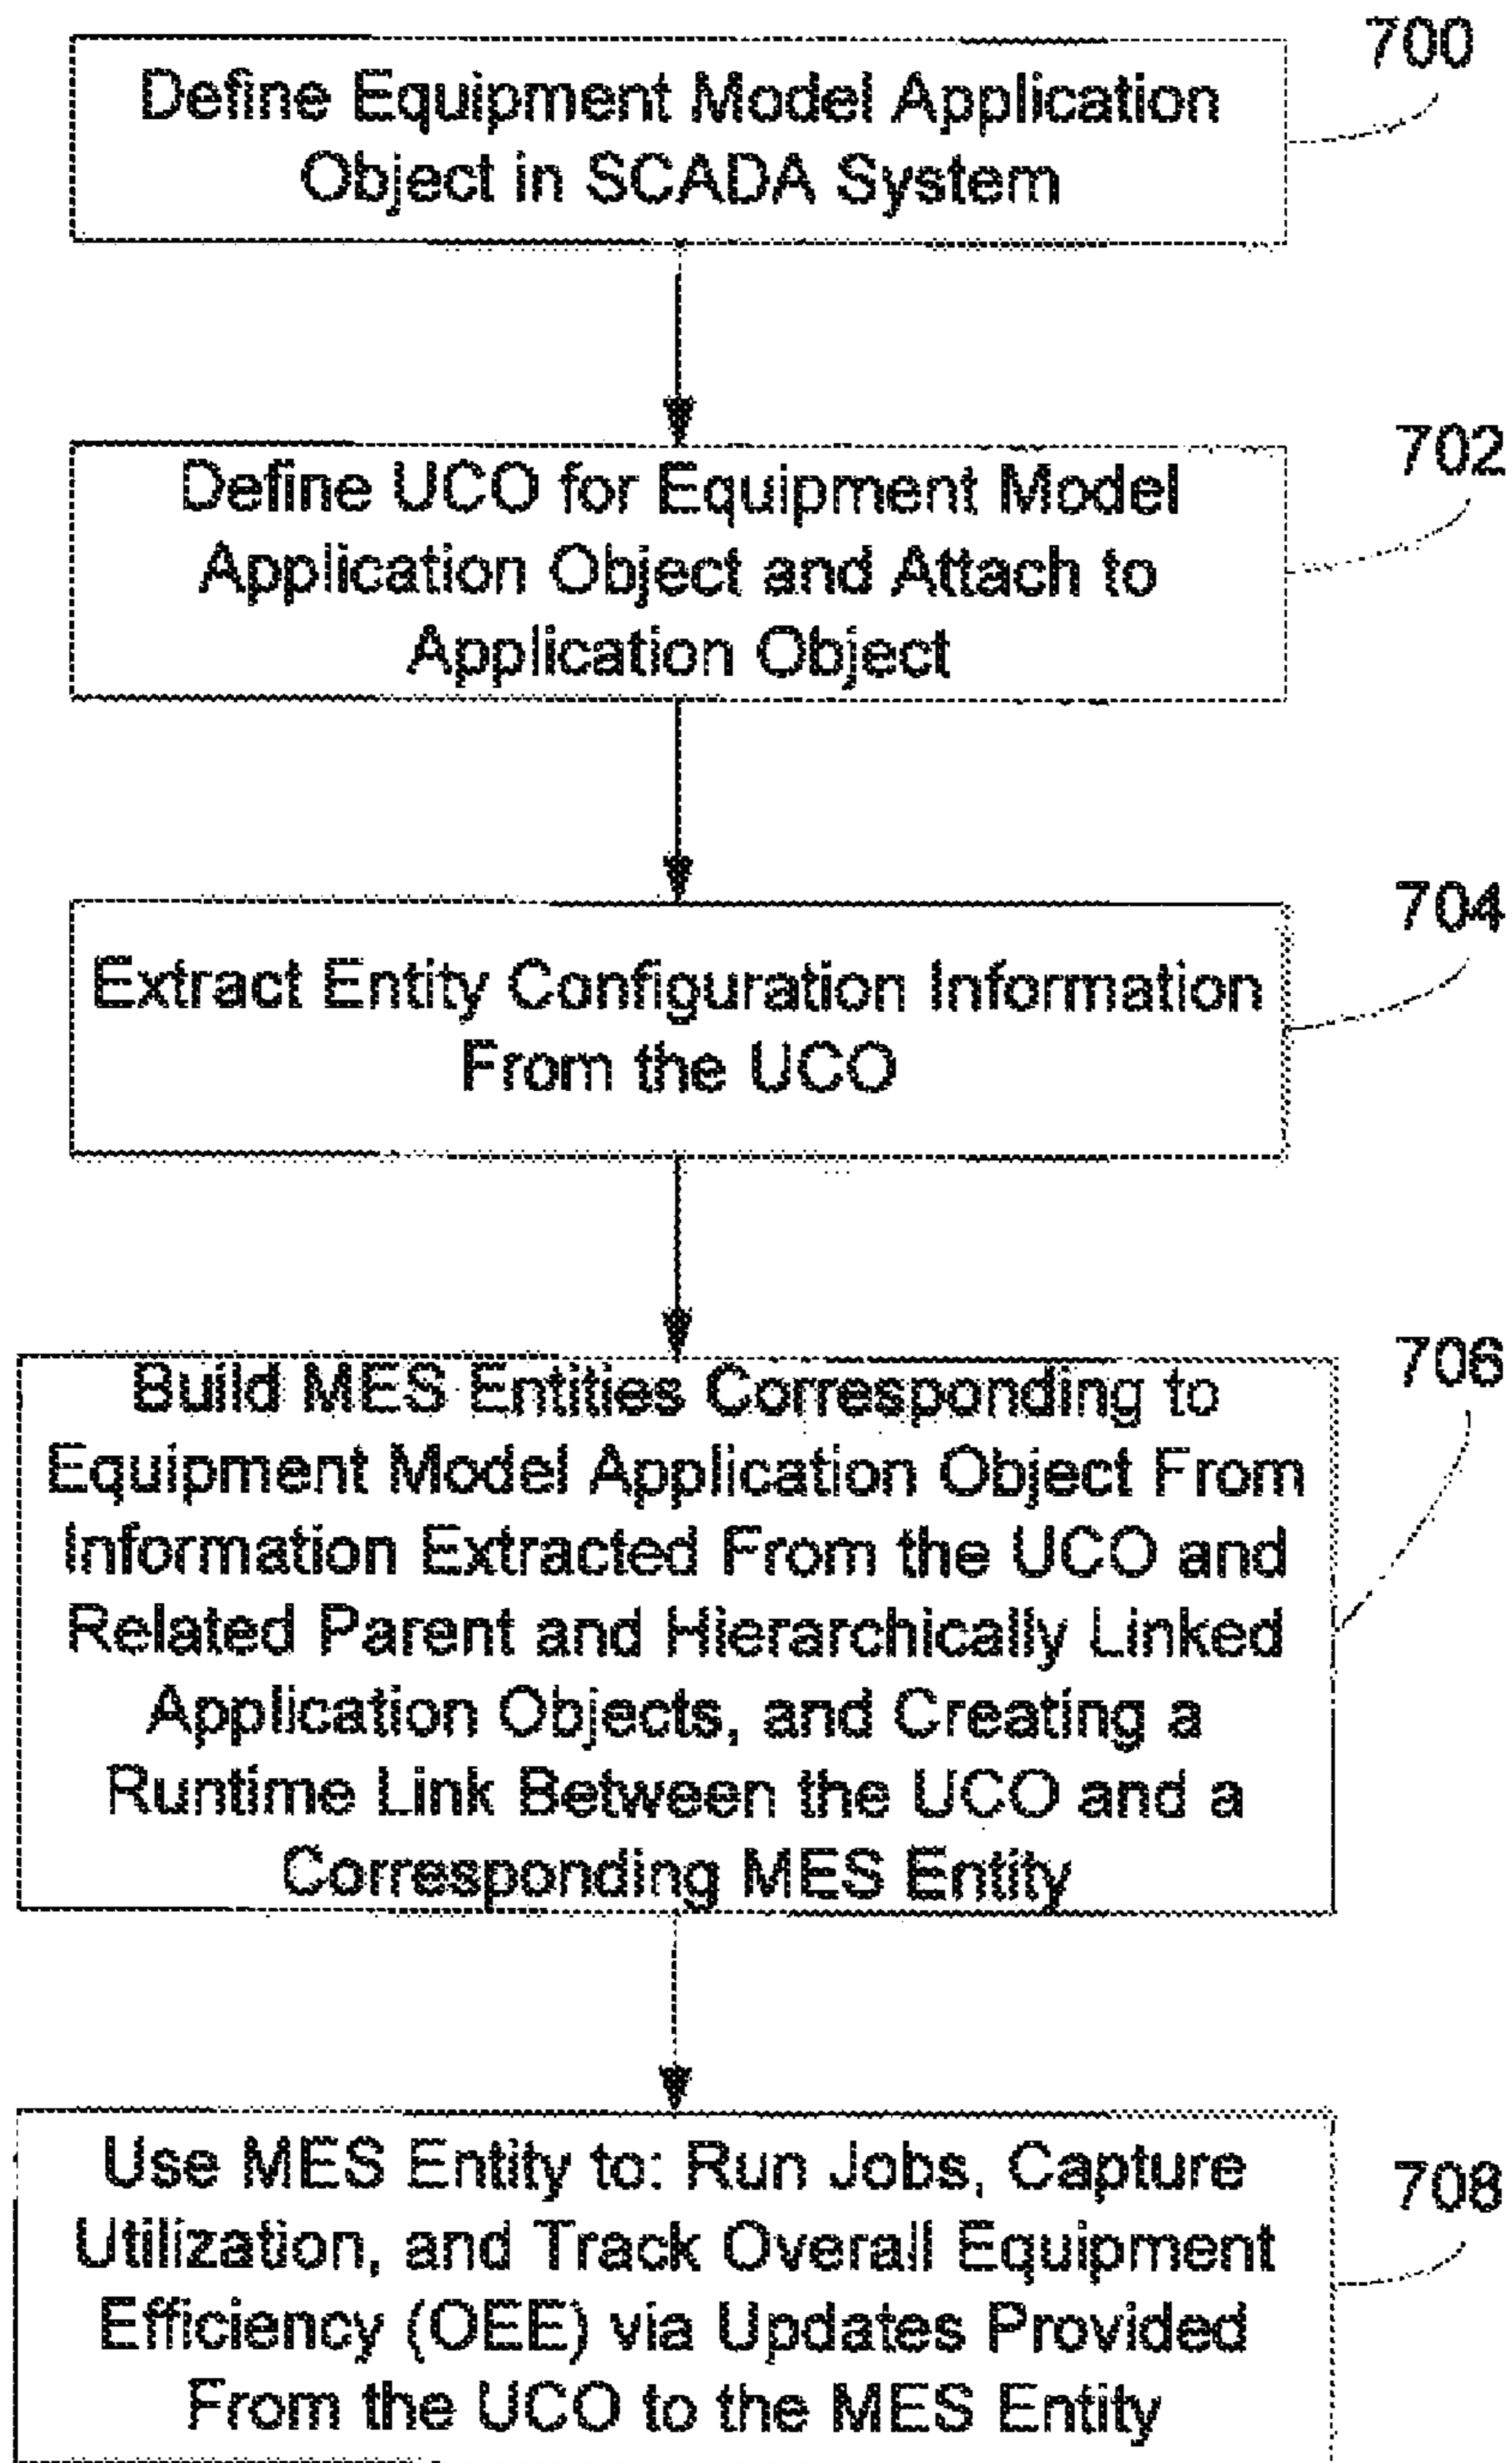 700
Define Equipment Model Application
Object in SCADA System
702
Define UCO for Equipment Model
Application Object and Attach to
Application Object
704
Extract Entity Configuration Information
From the UCO
706
Build MES Entities Corresponding to
Equipment Model Application Object From
Information Extracted From the UCO and
Related Parent and Hierarchically Linked
Application Objects, and Creating a
Runtime Link Between the UCO and a
Corresponding MES Entity
708
Use MES Entity to: Run Jobs, Capture
Utilization, and Track Overall Equipment
Efficiency (OEE) via Updates Provided
From the UCO to the MES Entity